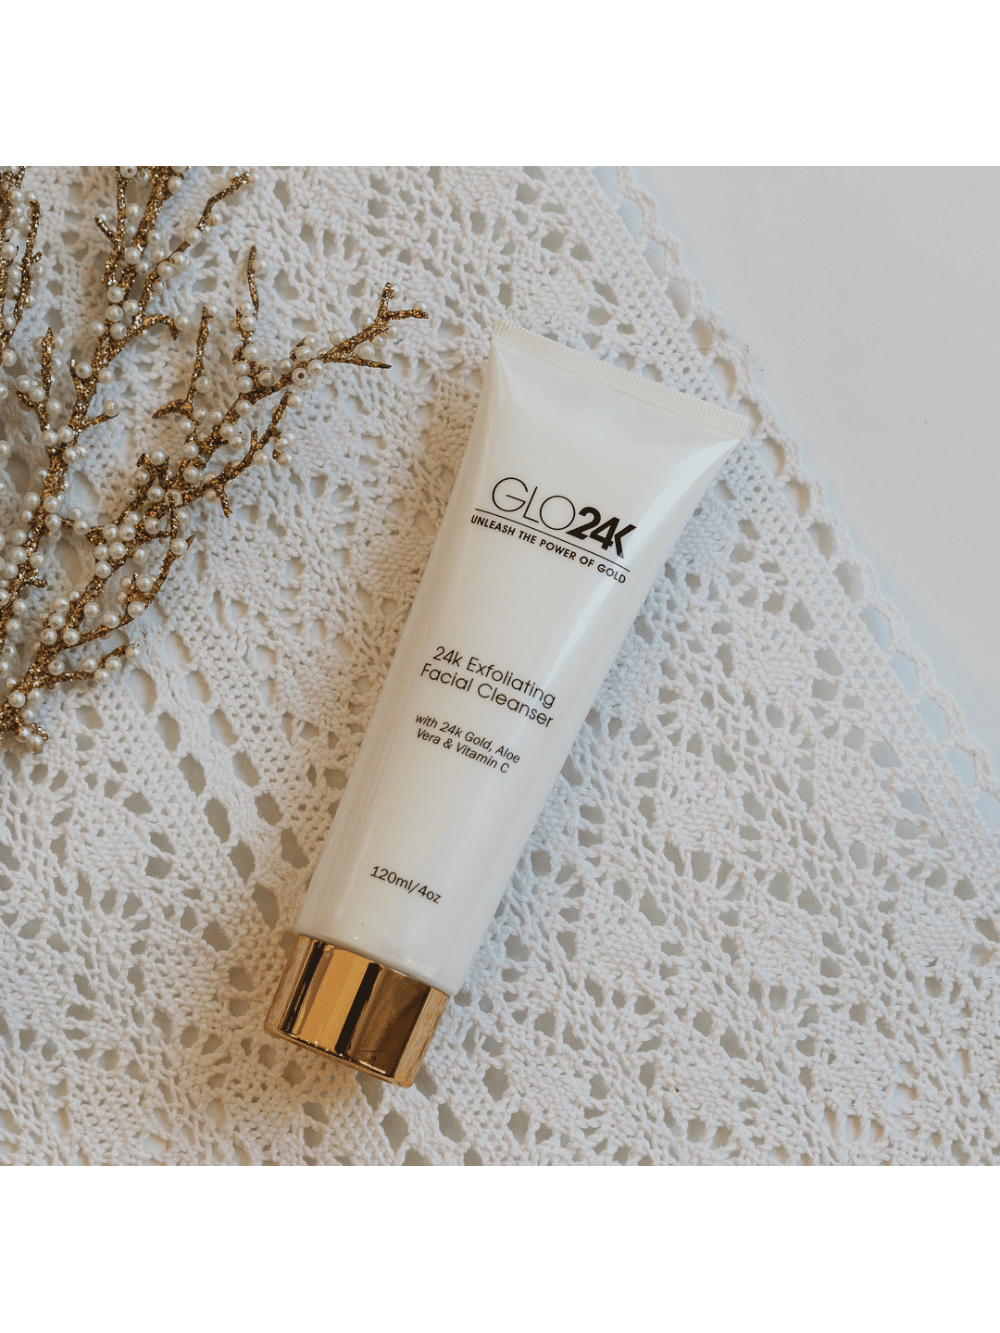 GLO24K
UNLEASH THE POWER OF GOLD
24k Exfoliating
Facial Cleanser
with 24k Gold, Aloe
Vera & Vitamin C
120ml/4oz